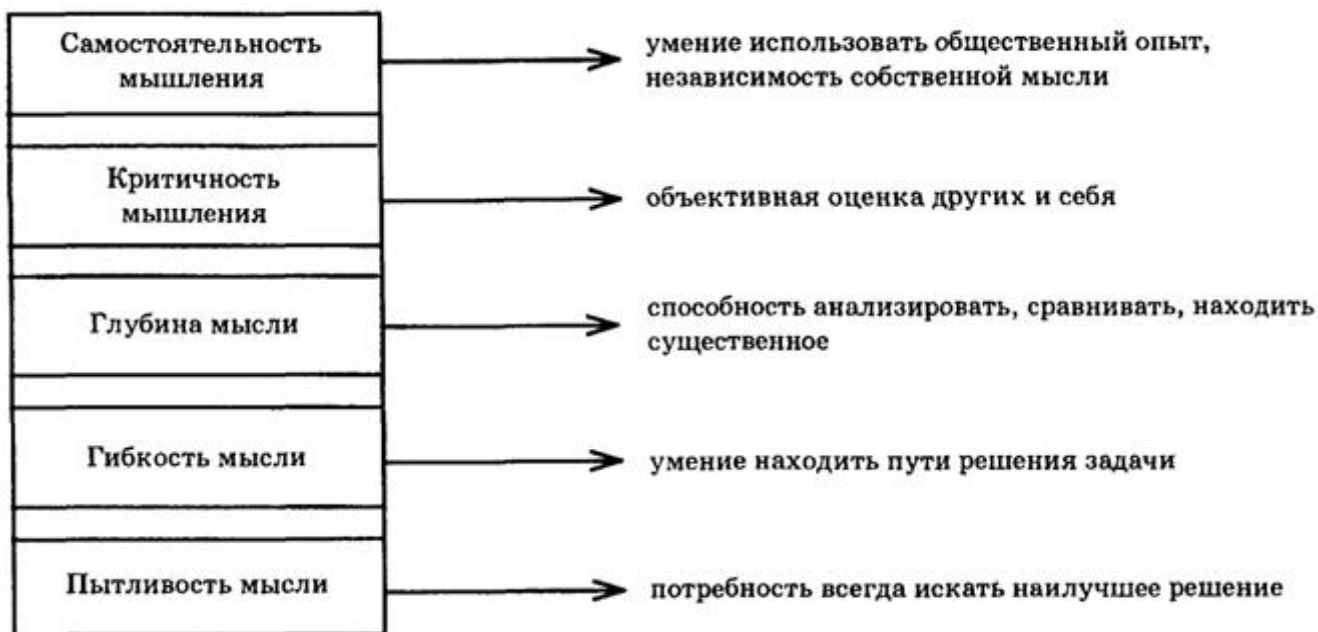 Самостоятельность
мышления
умение использовать общественный опыт,
независимость собственной мысли
Критичность
мышления
объективная оценка других и себя
Глубина мысли
способность анализировать, сравнивать, находить
существенное
Гибкость мысли
умение находить пути решения задачи
Пытливость мысли
потребность всегда искать наилучшее решение